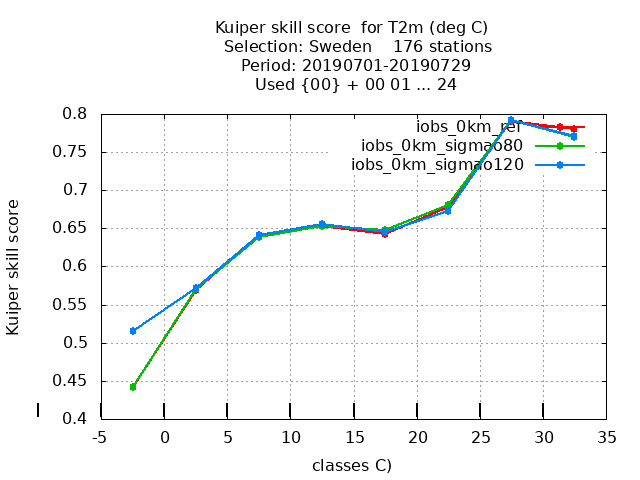 Kuiper skill score for T2m (deg C)
Selection: Sweden 176 stations
Period: 20190701-20190729
Used {00} + 00 01 ... 24
Kuiper skill score
0.8
0.75
0.7
0.65
0.6
0.55
0.5
0.45
0.4
iobs_0km_ref
iobs_0km_sigmao80
iobs_0km_sigmao120
-5 0 5 10 15 20 25 30 35
classes C)